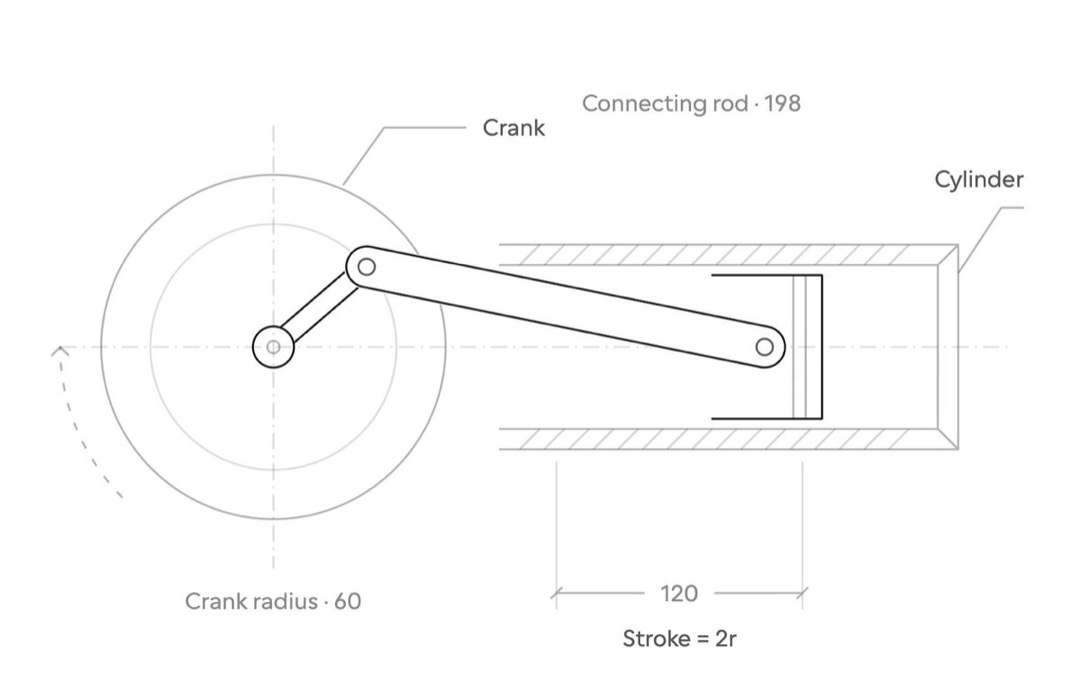 Connecting rod · 198
Crank
Cylinder
Crank radius · 60
120
Stroke = 2r